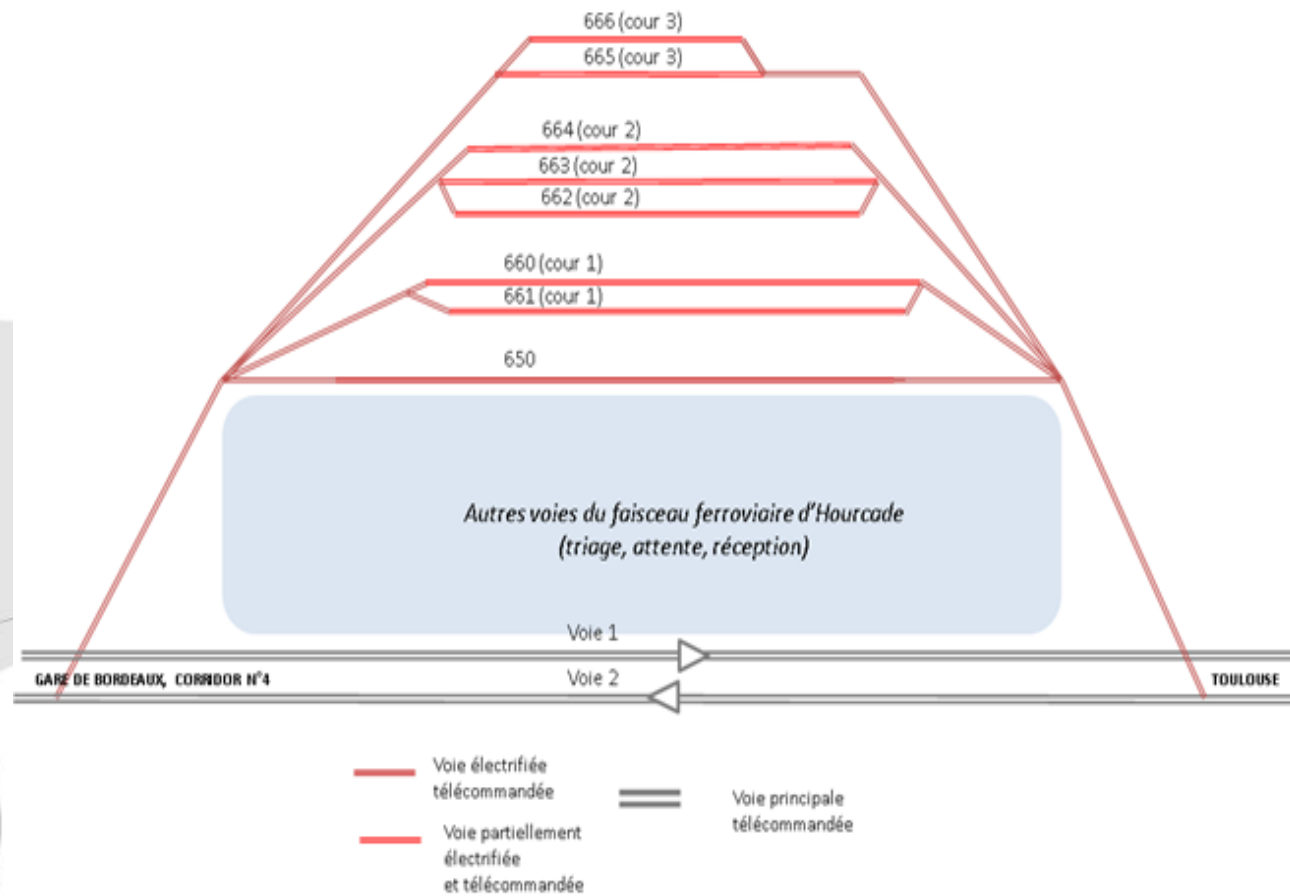 666 (cour 3)
665 (cour 3)
664 (cour 2)
663 (cour 2)
662 (cour 2)
660 (cour 1)
661 (cour 1)
650
Autres voies du faisceau ferroviaire d'Hourcade
(triage, attente, réception)
Voie 1
GARE DE BORDEAUX, CORRIDOR N°4
Voie 2
TOULOUSE
Voie électrifiée
télécommandée
Voie principale
télécommandée
Voie partiellement
électrifiée
et télécommandée